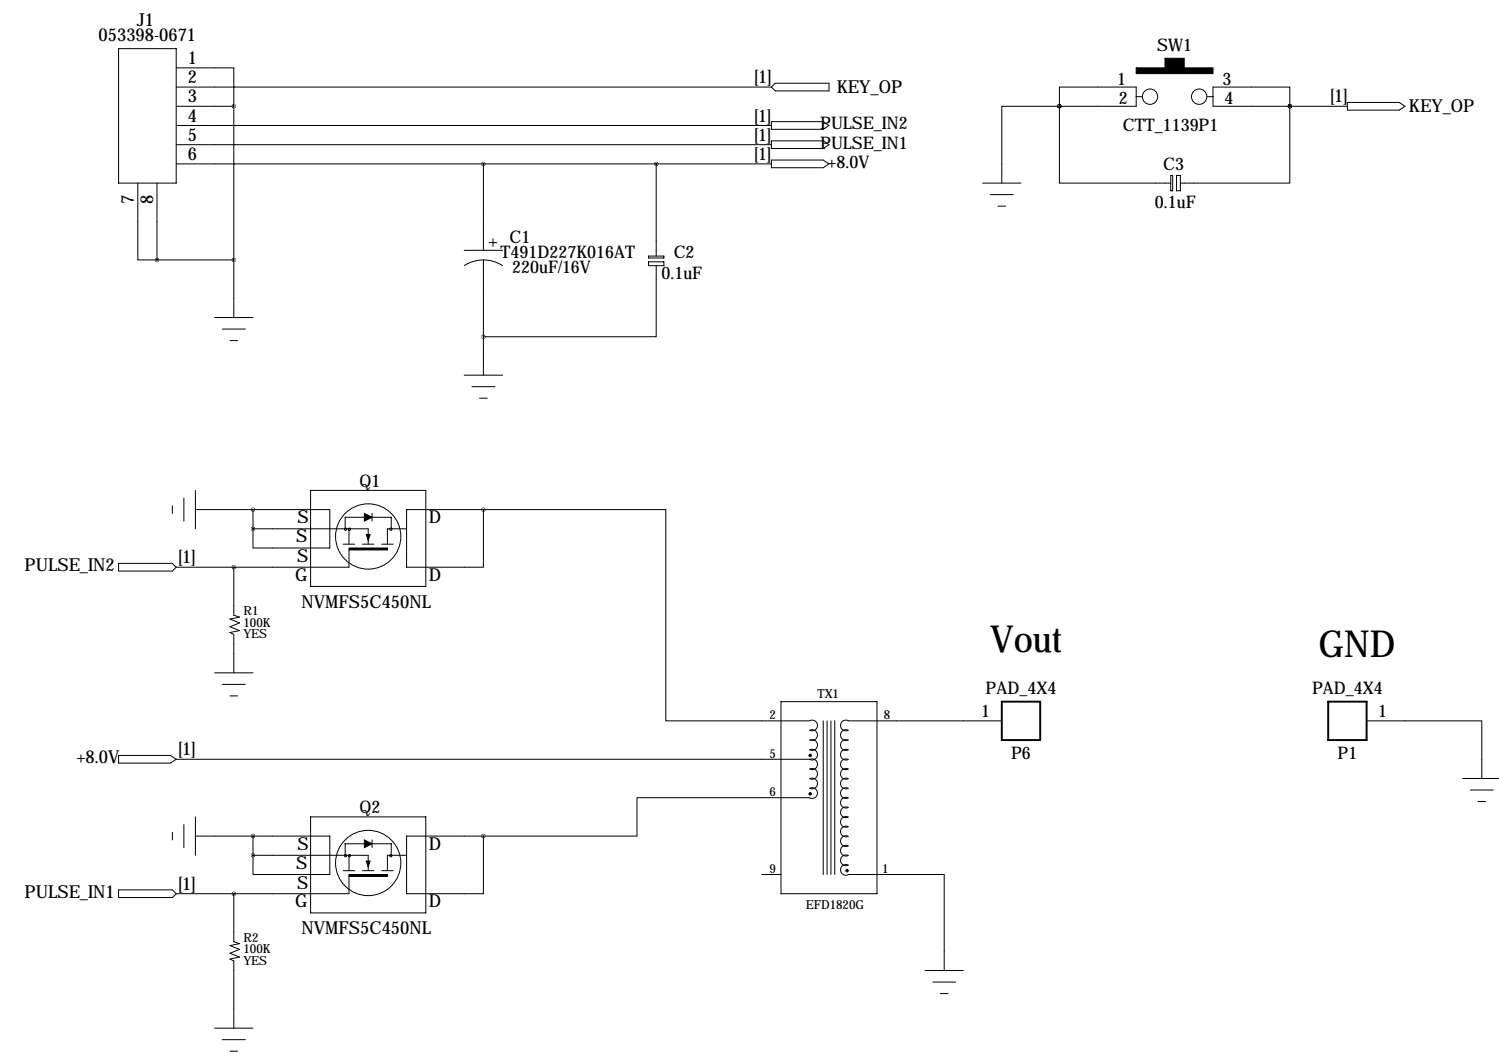 J1
053398-0671
1
2
3
4
5
6
7
8
[1]
KEY_OP
[1]
PULSE_IN2
[1]
PULSE_IN1
[1]
+8.0V
+
C1
T491D227K016AT
220uF/16V
C2
0.1uF
SW1
1
2
3
4
CTT_1139P1
[1]
KEY_OP
C3
0.1uF
Q1
S
S
S
G
D
D
NVMFS5C450NL
PULSE_IN2
[1]
R1
100K
YES
+8.0V
[1]
Q2
S
S
S
G
D
D
NVMFS5C450NL
PULSE_IN1
[1]
R2
100K
YES
TX1
2
5
6
9
8
1
EFD1820G
Vout
PAD_4X4
1
P6
GND
PAD_4X4
1
P1